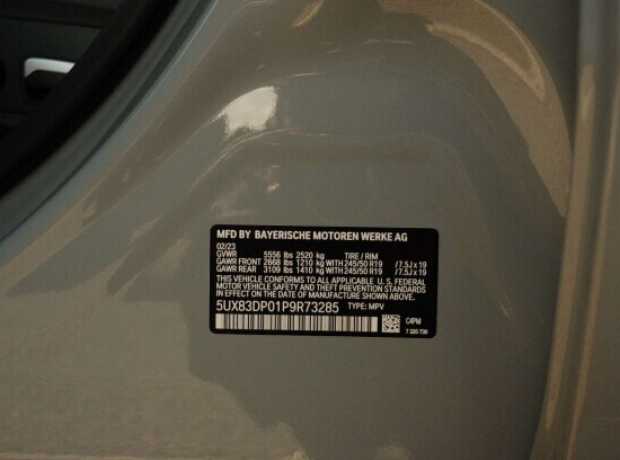 MFD BY BAYERISCHE MOTOREN WERKE AG
02/23
GVWR 5556 lbs 2520 kg TIRE / RIM
GAWR FRONT 2668 lbs 1210 kg WITH 245/50 R19 /7.5J x 19
GAWR REAR 3109 lbs 1410 kg WITH 245/50 R19 /7.5J x 19
THIS VEHICLE CONFORMS TO ALL APPLICABLE U. S. FEDERAL
MOTOR VEHICLE SAFETY STANDARDS IN EFFECT ON THE
DATE OF MANUFACTURE SHOWN ABOVE.
5UX83DP01P9R73285 TYPE: MPV
C4PM